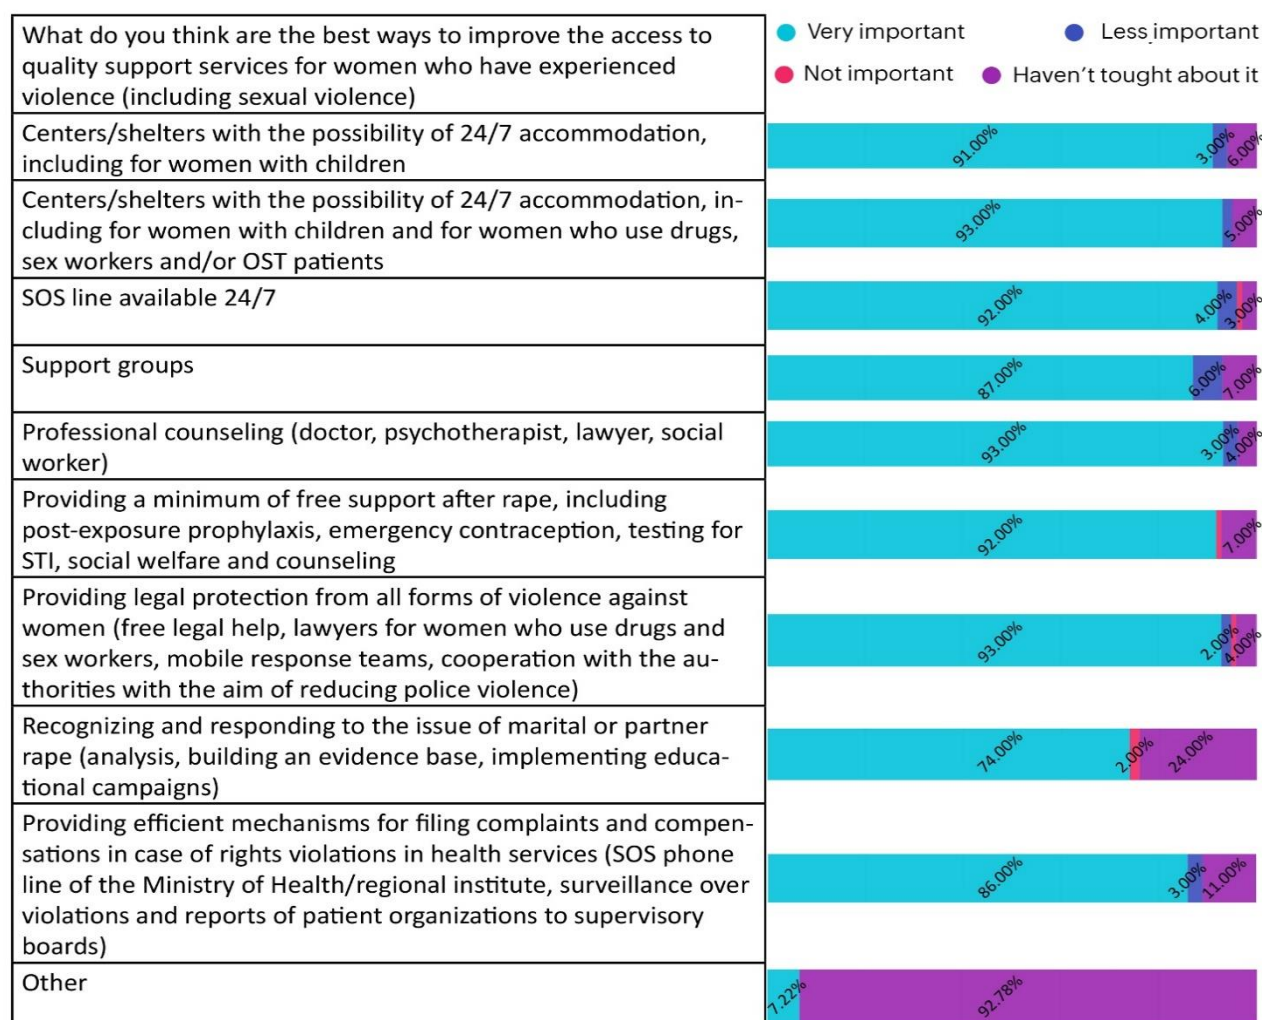 What do you think are the best ways to improve the access to
quality support services for women who have experienced
violence (including sexual violence)
Very important
Less important
Not important
Haven't tought about it
Centers/shelters with the possibility of 24/7 accommodation,
including for women with children
91.00%
3.00%
6.00%
Centers/shelters with the possibility of 24/7 accommodation, in-
cluding for women with children and for women who use drugs,
sex workers and/or OST patients
93.00%
5.00%
SOS line available 24/7
92.00%
4.00%
3.00%
Support groups
87.00%
6.00%
7.00%
Professional counseling (doctor, psychotherapist, lawyer, social
worker)
93.00%
3.00%
4.00%
Providing a minimum of free support after rape, including
post-exposure prophylaxis, emergency contraception, testing for
STI, social welfare and counseling
92.00%
7.00%
Providing legal protection from all forms of violence against
women (free legal help, lawyers for women who use drugs and
sex workers, mobile response teams, cooperation with the au-
thorities with the aim of reducing police violence)
93.00%
2.00%
4.00%
Recognizing and responding to the issue of marital or partner
rape (analysis, building an evidence base, implementing educa-
tional campaigns)
74.00%
2.00%
24.00%
Providing efficient mechanisms for filing complaints and compen-
sations in case of rights violations in health services (SOS phone
line of the Ministry of Health/regional institute, surveillance over
violations and reports of patient organizations to supervisory
boards)
86.00%
3.00%
11.00%
Other
7.22%
92.78%